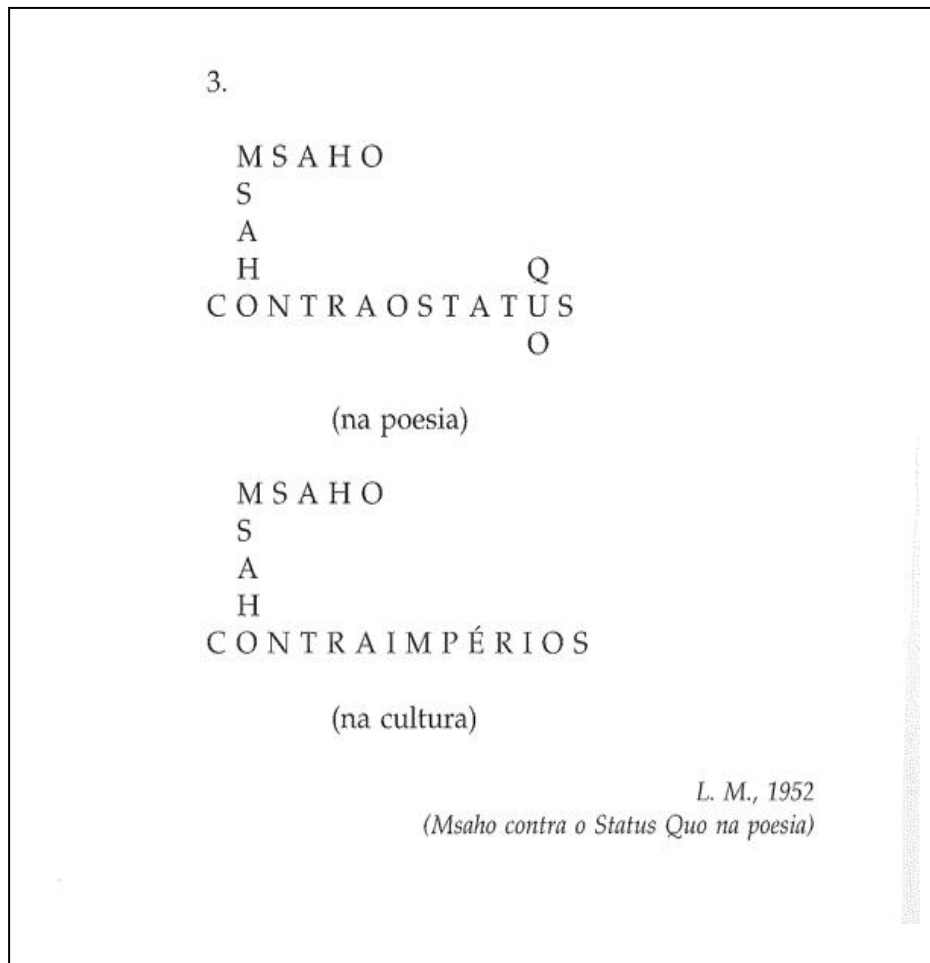 3.
M S A H O
S
A
H Q
C O N T R A O S T A T U S
O
(na poesia)
M S A H O
S
A
H
C O N T R A I M P É R I O S
(na cultura)
L. M., 1952
(Msaho contra o Status Quo na poesia)